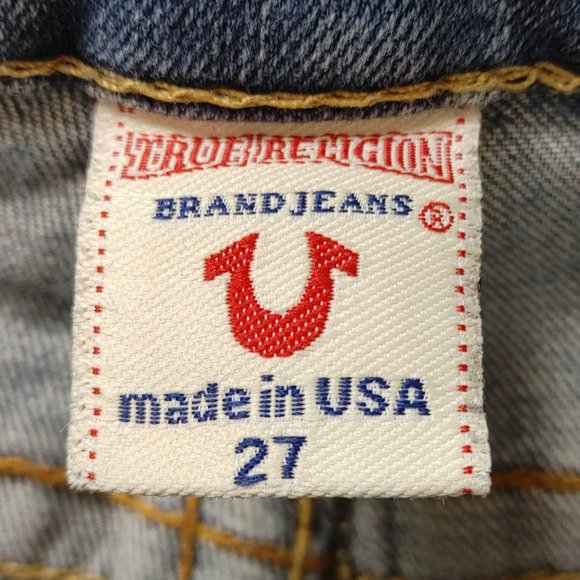 TRUE RELIGION
BRAND JEANS ®
made in USA
27